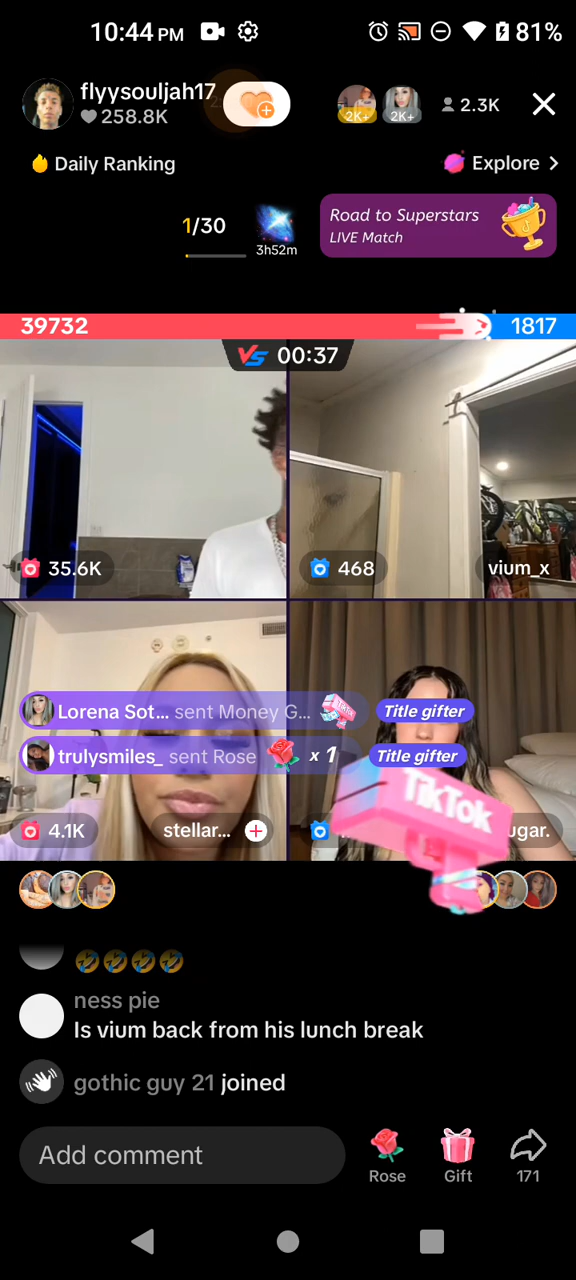 10:44 PM
81%
flyysouljah17
258.8K
2K+
2K+
2.3K
Daily Ranking
Explore >
1/30
3h52m
Road to Superstars
LIVE Match
39732
1817
VS 00:37
35.6K
468
vium_x
Lorena Sot... sent Money G...
Title gifter
trulysmiles_ sent Rose x 1
Title gifter
TikTok
4.1K
stellar...
ugar.
🤣🤣🤣🤣
ness pie
Is vium back from his lunch break
gothic guy 21 joined
Add comment
Rose
Gift
171